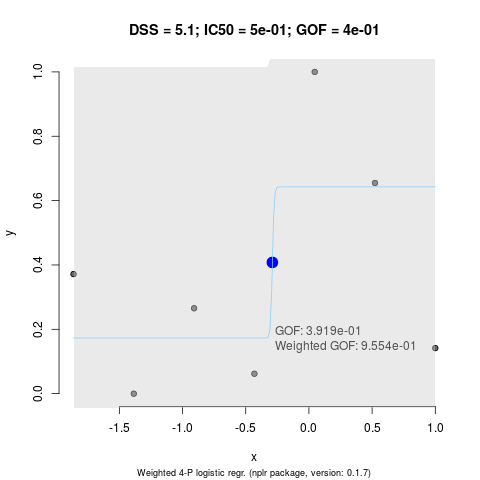 DSS = 5.1; IC50 = 5e-01; GOF = 4e-01
1.0
0.8
0.6
0.4
0.2
0.0
y
GOF: 3.919e-01
Weighted GOF: 9.554e-01
-1.5 -1.0 -0.5 0.0 0.5 1.0
x
Weighted 4-P logistic regr. (nplr package, version: 0.1.7)